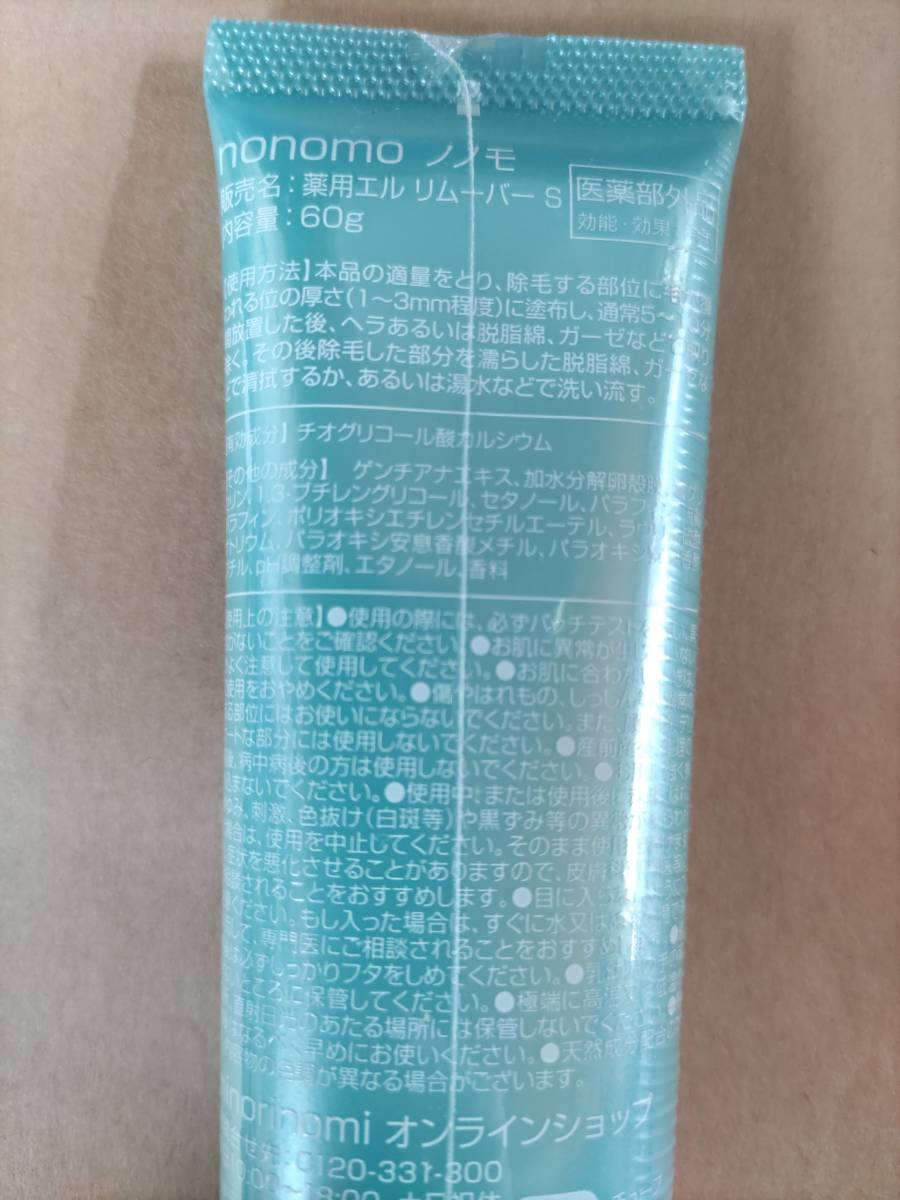 nonomo ノノモ
販売名：薬用エル リムーバー S
医薬部外品
内容量：60g
効能・効果
使用方法】本品の適量をとり、除毛する部位に毛
われる位の厚さ(1〜3mm程度)に塗布し、通常5〜
放置した後、ヘラあるいは脱脂綿、ガーゼなど
その後除毛した部分を濡らした脱脂綿、ガーゼな
で清拭するか、あるいは湯水などで洗い流す。
有効成分】チオグリコール酸カルシウム
その他の成分】 ゲンチアナエキス、加水分解卵殻膜
リン、1,3-ブチレングリコール、セタノール、パラフ
ラフィン、ポリオキシエチレンセチルエーテル、ラウ
トリウム、パラオキシ安息香酸メチル、パラオキシ
チル、pH調整剤、エタノール、香料
使用上の注意】●使用の際には、必ずパッチテスト
がないことをご確認ください。●お肌に異常が
よく注意して使用してください。●お肌に合わ
使用をおやめください。●傷やはれもの、しっしん
る部位にはお使いにならないでください。また、
ートな部分には使用しないでください。●産前
病中病後の方は使用しないでください。●
まないでください。●使用中、または使用後に
み、刺激、色抜け(白斑等)や黒ずみ等の異常
場合は、使用を中止してください。そのまま使
症状を悪化させることがありますので、皮膚
談されることをおすすめします。●目に入
ください。もし入った場合は、すぐに水又は
て、専門医にご相談されることをおすすめ
必ずしっかりフタをしめてください。●乳
ところに保管してください。●極端に高温
直射日光のあたる場所には保管しないでくだ
はなるべく早めにお使いください。●天然成分配合
物の色調が異なる場合がございます。
minorinomi オンラインショップ
せ先：0120-331-300
10:00〜18:00 土日祝休